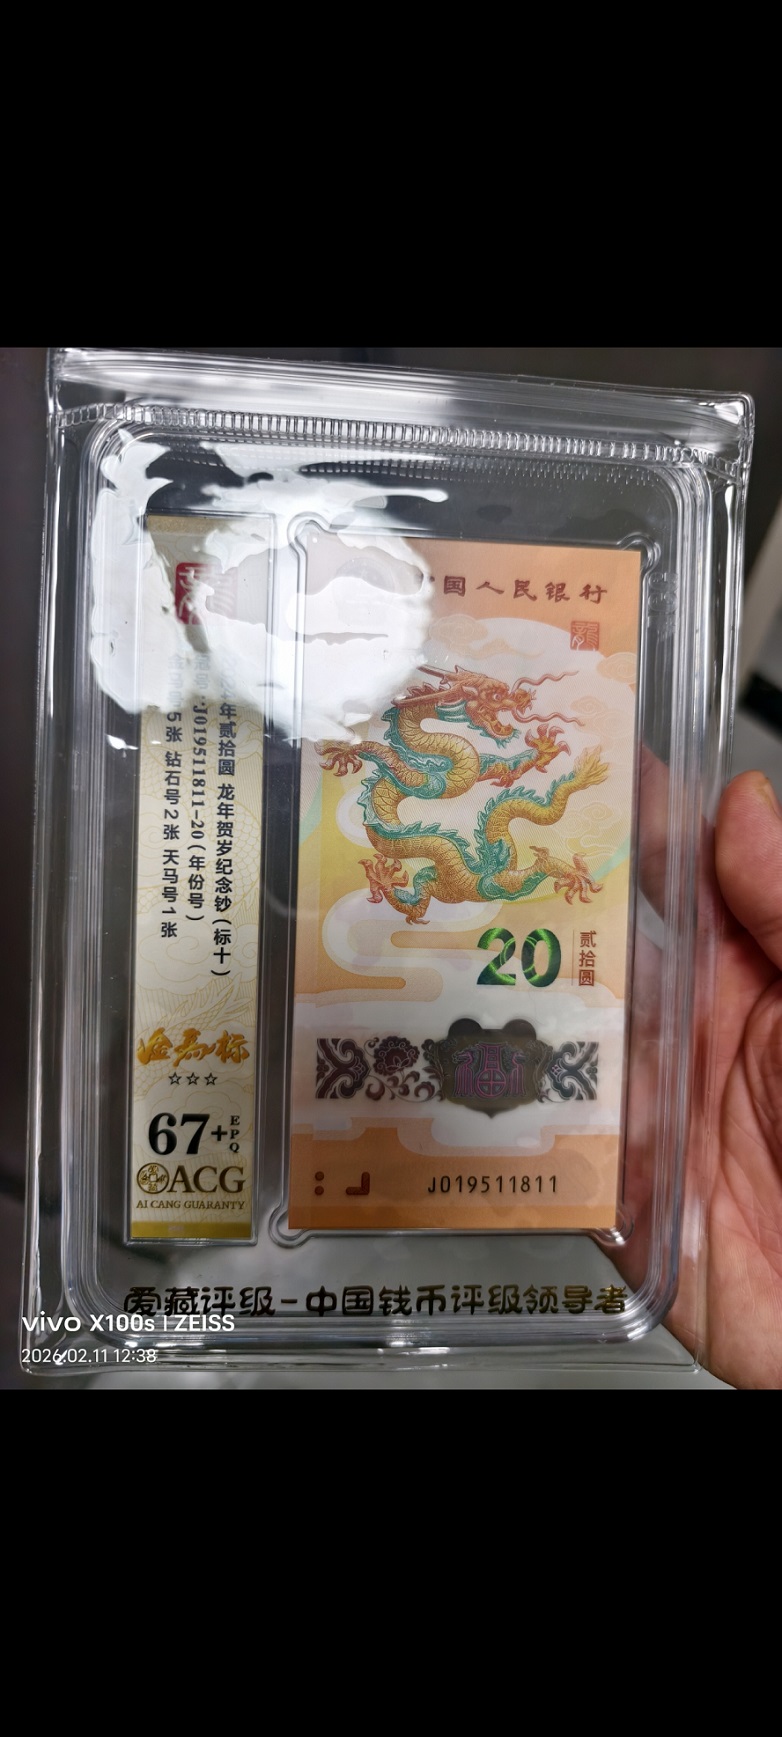 国人民银行
龍
20
贰拾圆
J019511811
年贰拾圆 龙年贺岁纪念钞(标十)
:J019511811-20(年份号)
5张 钻石号2张 天马号1张
☆☆☆
67+EPQ
ACG
AI CANG GUARANTY
爱藏评级-中国钱币评级领导者
vivo X100s | ZEISS
2026.02.11 12:38